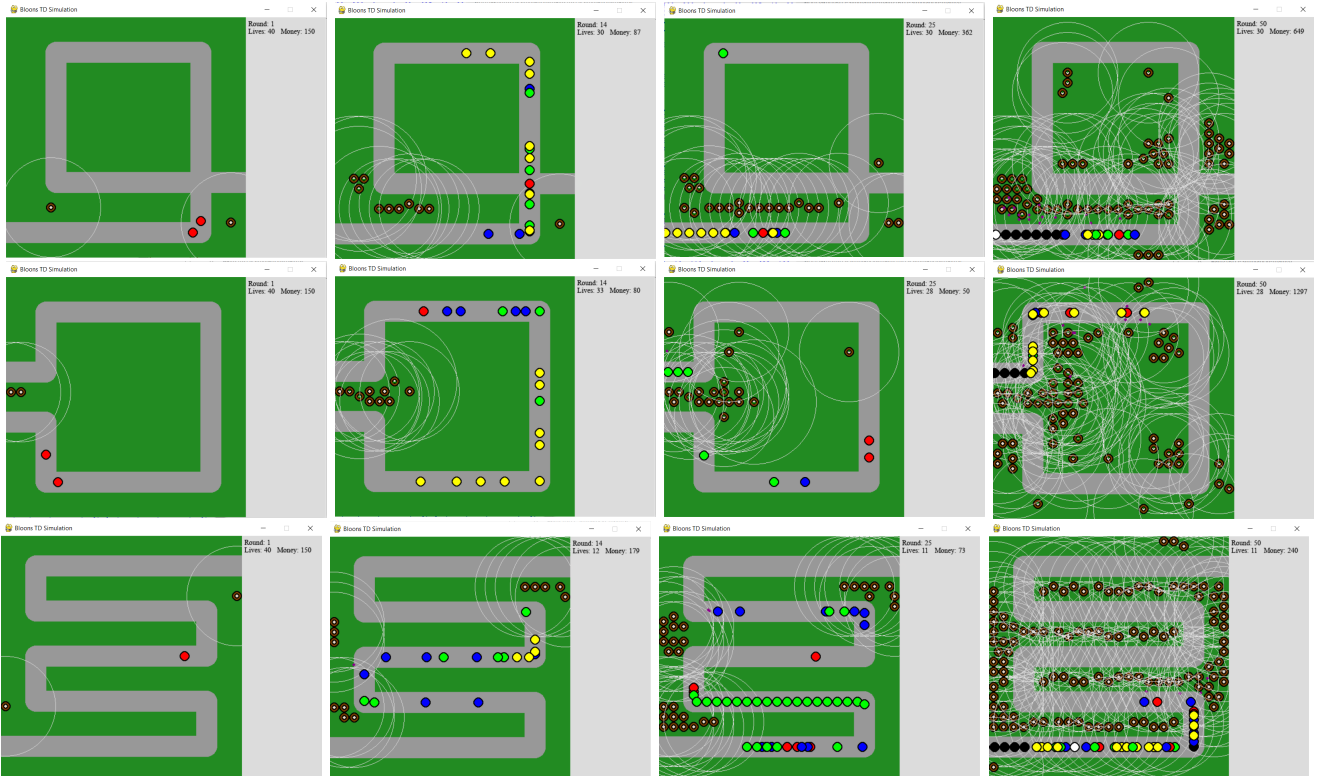 Bloons TD Simulation
Round: 1
Lives: 40 Money: 150
Bloons TD Simulation
Round: 14
Lives: 30 Money: 87
Bloons TD Simulation
Round: 25
Lives: 30 Money: 362
Bloons TD Simulation
Round: 50
Lives: 30 Money: 649
Bloons TD Simulation
Round: 1
Lives: 40 Money: 150
Bloons TD Simulation
Round: 14
Lives: 33 Money: 80
Bloons TD Simulation
Round: 25
Lives: 28 Money: 50
Bloons TD Simulation
Round: 50
Lives: 28 Money: 1297
Bloons TD Simulation
Round: 1
Lives: 40 Money: 150
Bloons TD Simulation
Round: 14
Lives: 12 Money: 179
Bloons TD Simulation
Round: 25
Lives: 11 Money: 73
Bloons TD Simulation
Round: 50
Lives: 11 Money: 240